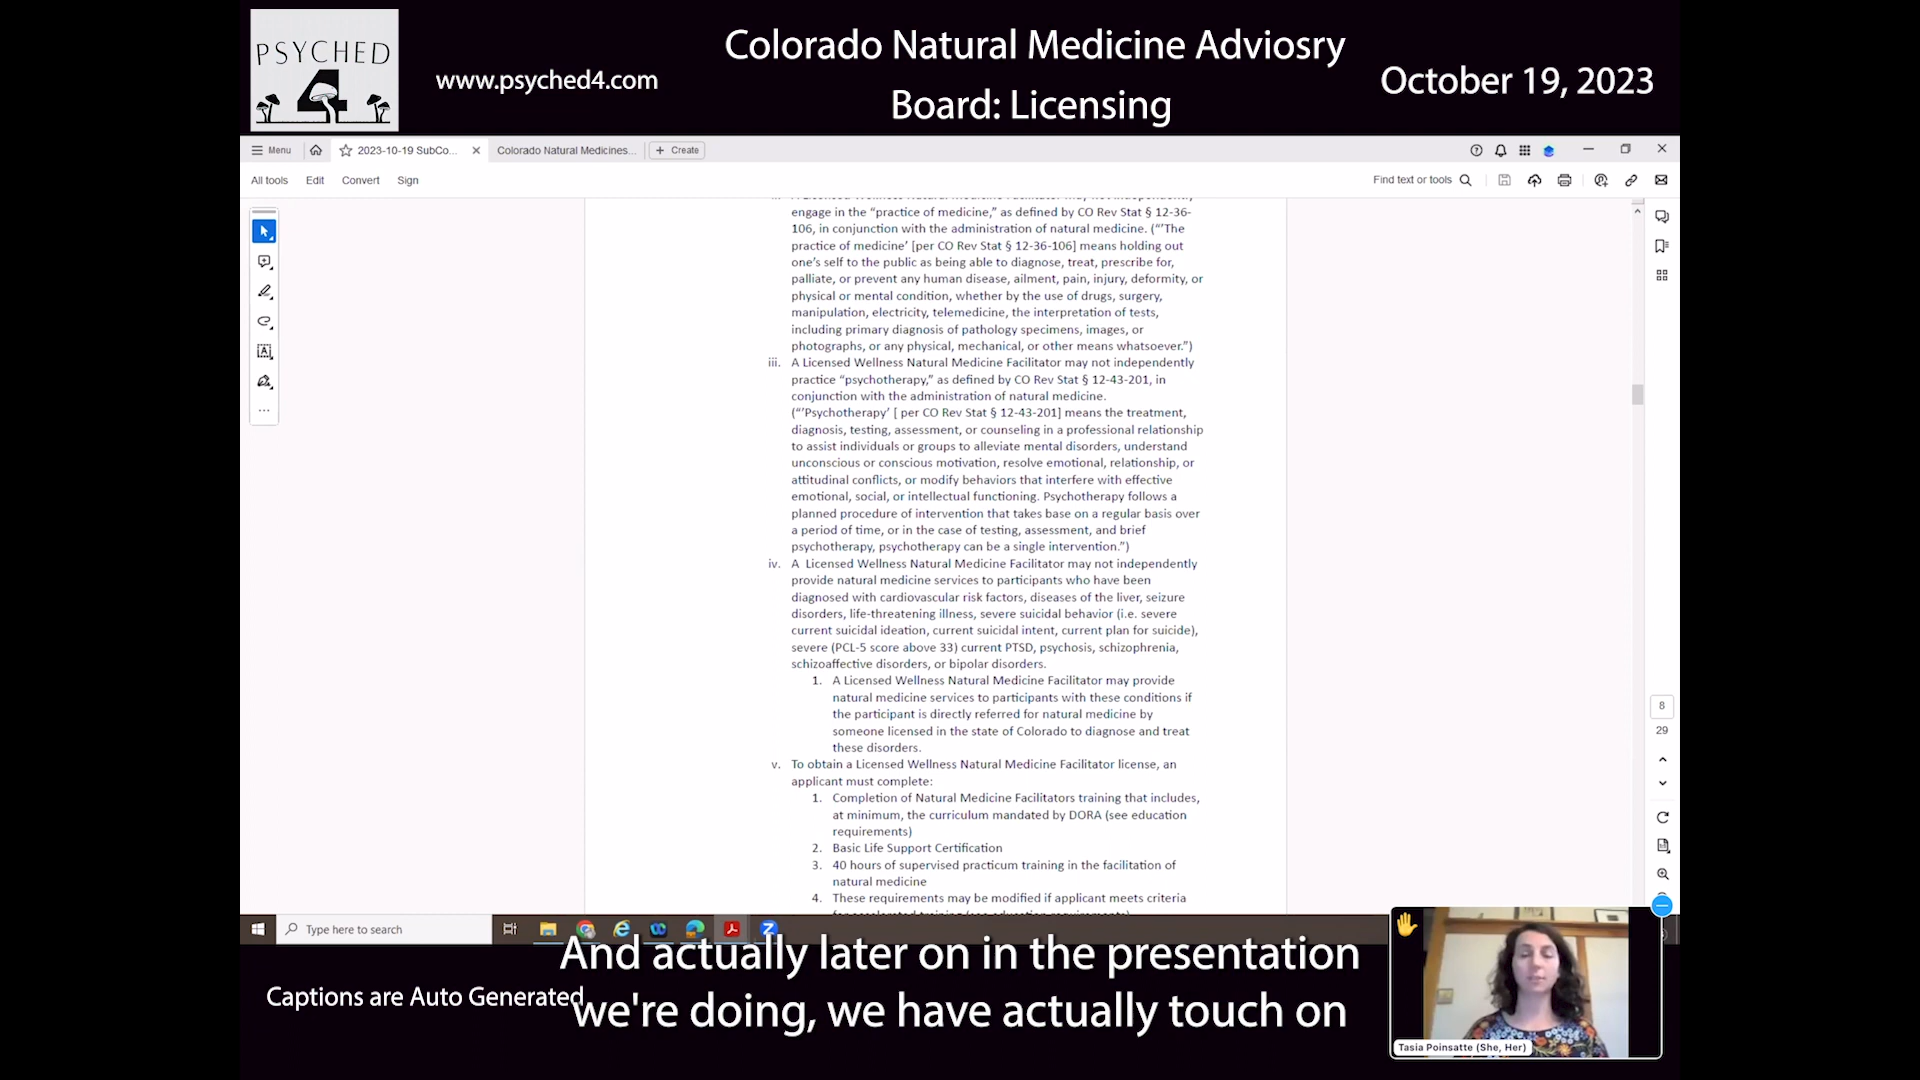 PSYCHED
4
www.psyched4.com
Colorado Natural Medicine Adviosry
Board: Licensing
October 19, 2023
Menu
2023-10-19 SubCo...
Colorado Natural Medicines...
Create
All tools
Edit
Convert
Sign
Find text or tools
engage in the “practice of medicine,” as defined by CO Rev Stat § 12-36-
106, in conjunction with the administration of natural medicine. (“‘The
practice of medicine’ [per CO Rev Stat § 12-36-106] means holding out
one’s self to the public as being able to diagnose, treat, prescribe for,
palliate, or prevent any human disease, ailment, pain, injury, deformity, or
physical or mental condition, whether by the use of drugs, surgery,
manipulation, electricity, telemedicine, the interpretation of tests,
including primary diagnosis of pathology specimens, images, or
photographs, or any physical, mechanical, or other means whatsoever.”)
iii. A Licensed Wellness Natural Medicine Facilitator may not independently
practice “psychotherapy,” as defined by CO Rev Stat § 12-43-201, in
conjunction with the administration of natural medicine.
(“‘Psychotherapy’ [ per CO Rev Stat § 12-43-201] means the treatment,
diagnosis, testing, assessment, or counseling in a professional relationship
to assist individuals or groups to alleviate mental disorders, understand
unconscious or conscious motivation, resolve emotional, relationship, or
attitudinal conflicts, or modify behaviors that interfere with effective
emotional, social, or intellectual functioning. Psychotherapy follows a
planned procedure of intervention that takes base on a regular basis over
a period of time, or in the case of testing, assessment, and brief
psychotherapy, psychotherapy can be a single intervention.”)
iv. A Licensed Wellness Natural Medicine Facilitator may not independently
provide natural medicine services to participants who have been
diagnosed with cardiovascular risk factors, diseases of the liver, seizure
disorders, life-threatening illness, severe suicidal behavior (i.e. severe
current suicidal ideation, current suicidal intent, current plan for suicide),
severe (PCL-5 score above 33) current PTSD, psychosis, schizophrenia,
schizoaffective disorders, or bipolar disorders.
1. A Licensed Wellness Natural Medicine Facilitator may provide
natural medicine services to participants with these conditions if
the participant is directly referred for natural medicine by
someone licensed in the state of Colorado to diagnose and treat
these disorders.
v. To obtain a Licensed Wellness Natural Medicine Facilitator license, an
applicant must complete:
1. Completion of Natural Medicine Facilitators training that includes,
at minimum, the curriculum mandated by DORA (see education
requirements)
2. Basic Life Support Certification
3. 40 hours of supervised practicum training in the facilitation of
natural medicine
4. These requirements may be modified if applicant meets criteria
8
29
Type here to search
And actually later on in the presentation
we're doing, we have actually touch on
Captions are Auto Generated
Tasia Poinsatte (She, Her)